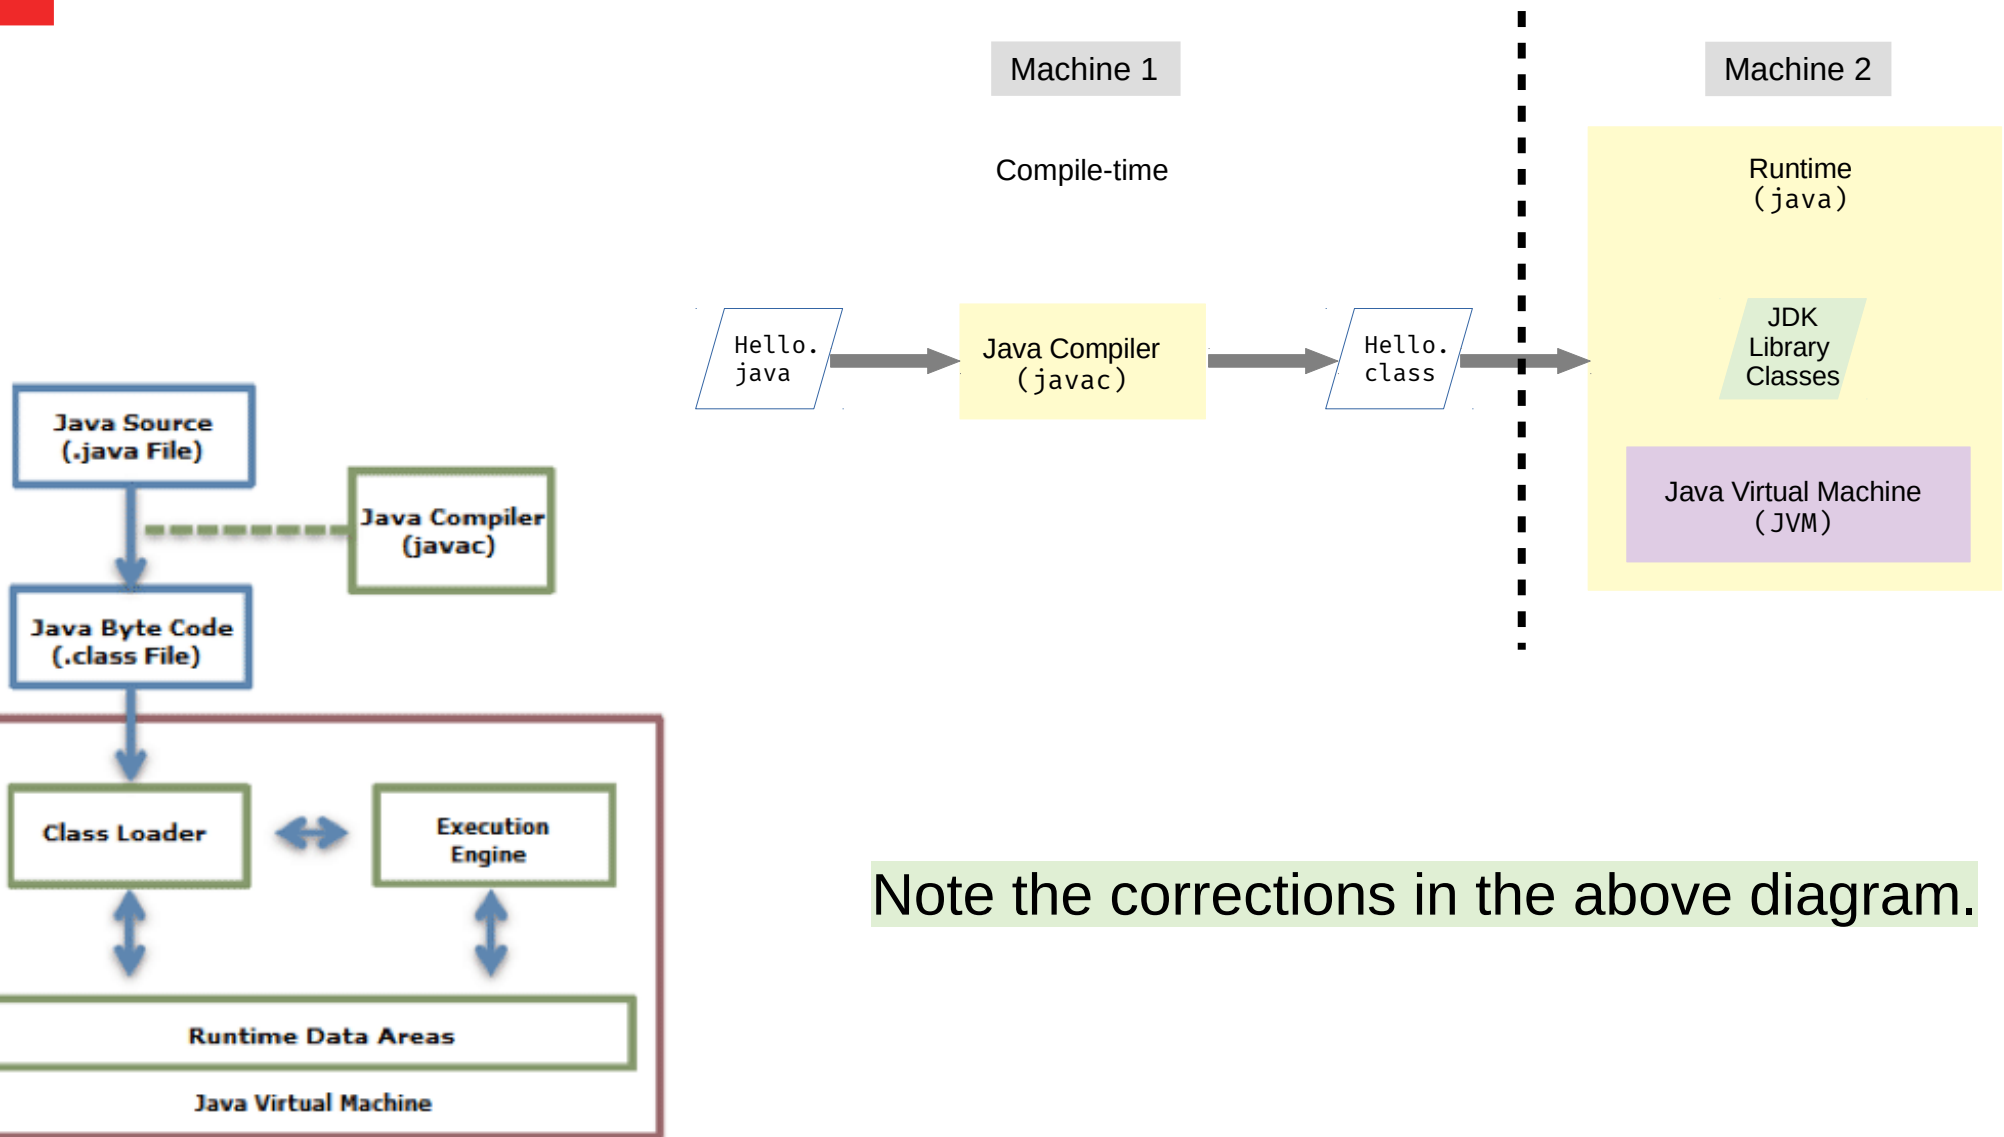 Machine 1
Machine 2
Compile-time
Runtime
(java)
Hello.
java
Java Compiler
(javac)
Hello.
class
JDK
Library
Classes
Java Virtual Machine
(JVM)
Java Source
(.java File)
Java Compiler
(javac)
Java Byte Code
(.class File)
Class Loader
Execution
Engine
Runtime Data Areas
Java Virtual Machine
Note the corrections in the above diagram.